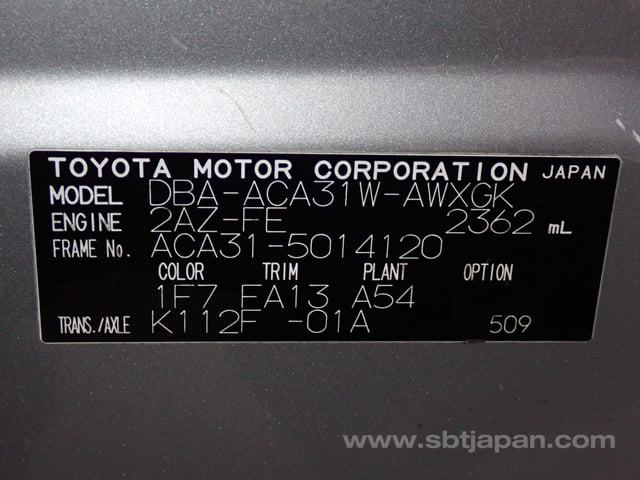 TOYOTA MOTOR CORPORATION JAPAN
MODEL DBA-ACA31W-AWXGK
ENGINE 2AZ-FE 2362 mL
FRAME No. ACA31-5014120
COLOR TRIM PLANT OPTION
1F7 FA13 A54
TRANS./AXLE K112F -01A 509
www.sbtjapan.com